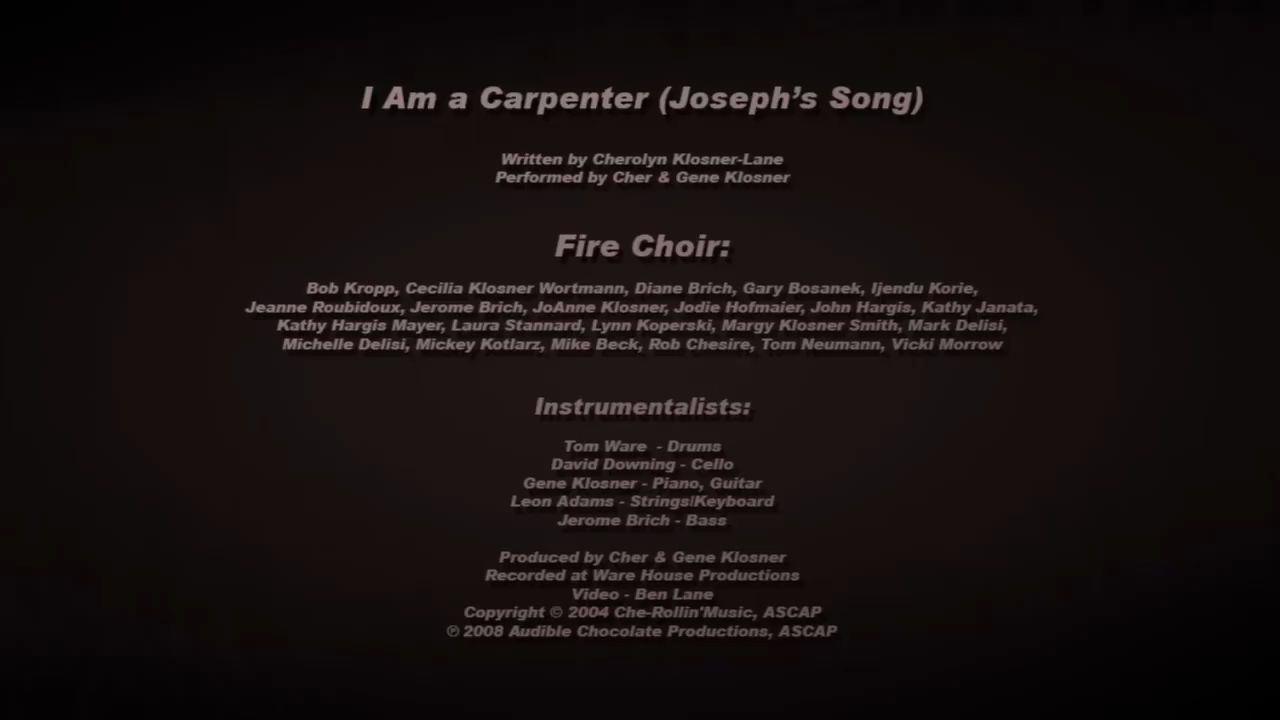 I Am a Carpenter (Joseph's Song)
Written by Cherolyn Klosner-Lane
Performed by Cher & Gene Klosner
Fire Choir:
Bob Kropp, Cecilia Klosner Wortmann, Diane Brich, Gary Bosanek, Ijendu Korie,
Jeanne Roubidoux, Jerome Brich, JoAnne Klosner, Jodie Hofmaier, John Hargis, Kathy Janata,
Kathy Hargis Mayer, Laura Stannard, Lynn Koperski, Margy Klosner Smith, Mark Delisi,
Michelle Delisi, Mickey Kotlarz, Mike Beck, Rob Chesire, Tom Neumann, Vicki Morrow
Instrumentalists:
Tom Ware - Drums
David Downing - Cello
Gene Klosner - Piano, Guitar
Leon Adams - Strings/Keyboard
Jerome Brich - Bass
Produced by Cher & Gene Klosner
Recorded at Ware House Productions
Video - Ben Lane
Copyright © 2004 Che-Rollin'Music, ASCAP
℗ 2008 Audible Chocolate Productions, ASCAP